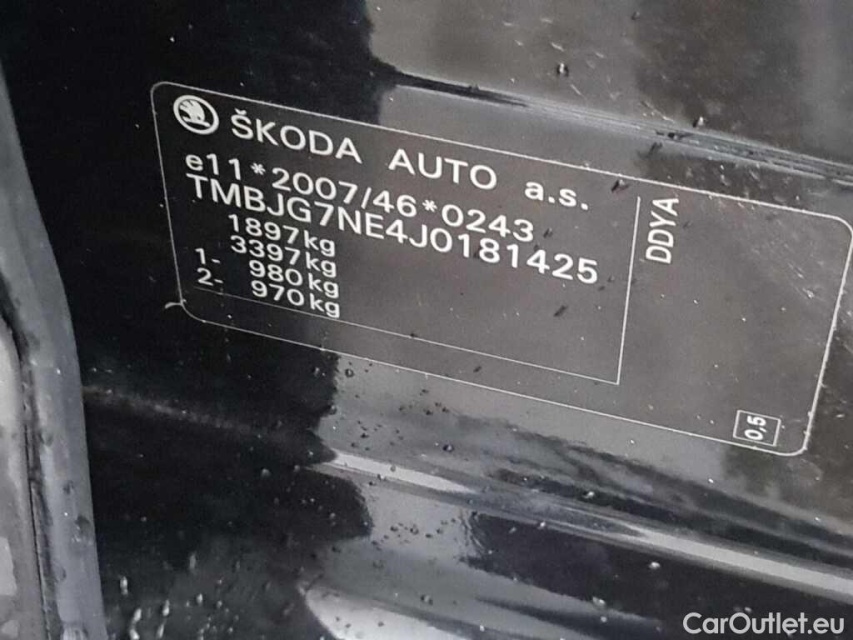 ŠKODA AUTO a.s.
e11*2007/46*0243
TMBJG7NE4J0181425
1897kg
3397kg
1- 980kg
2- 970kg
DDYA
0,5
CarOutlet.eu